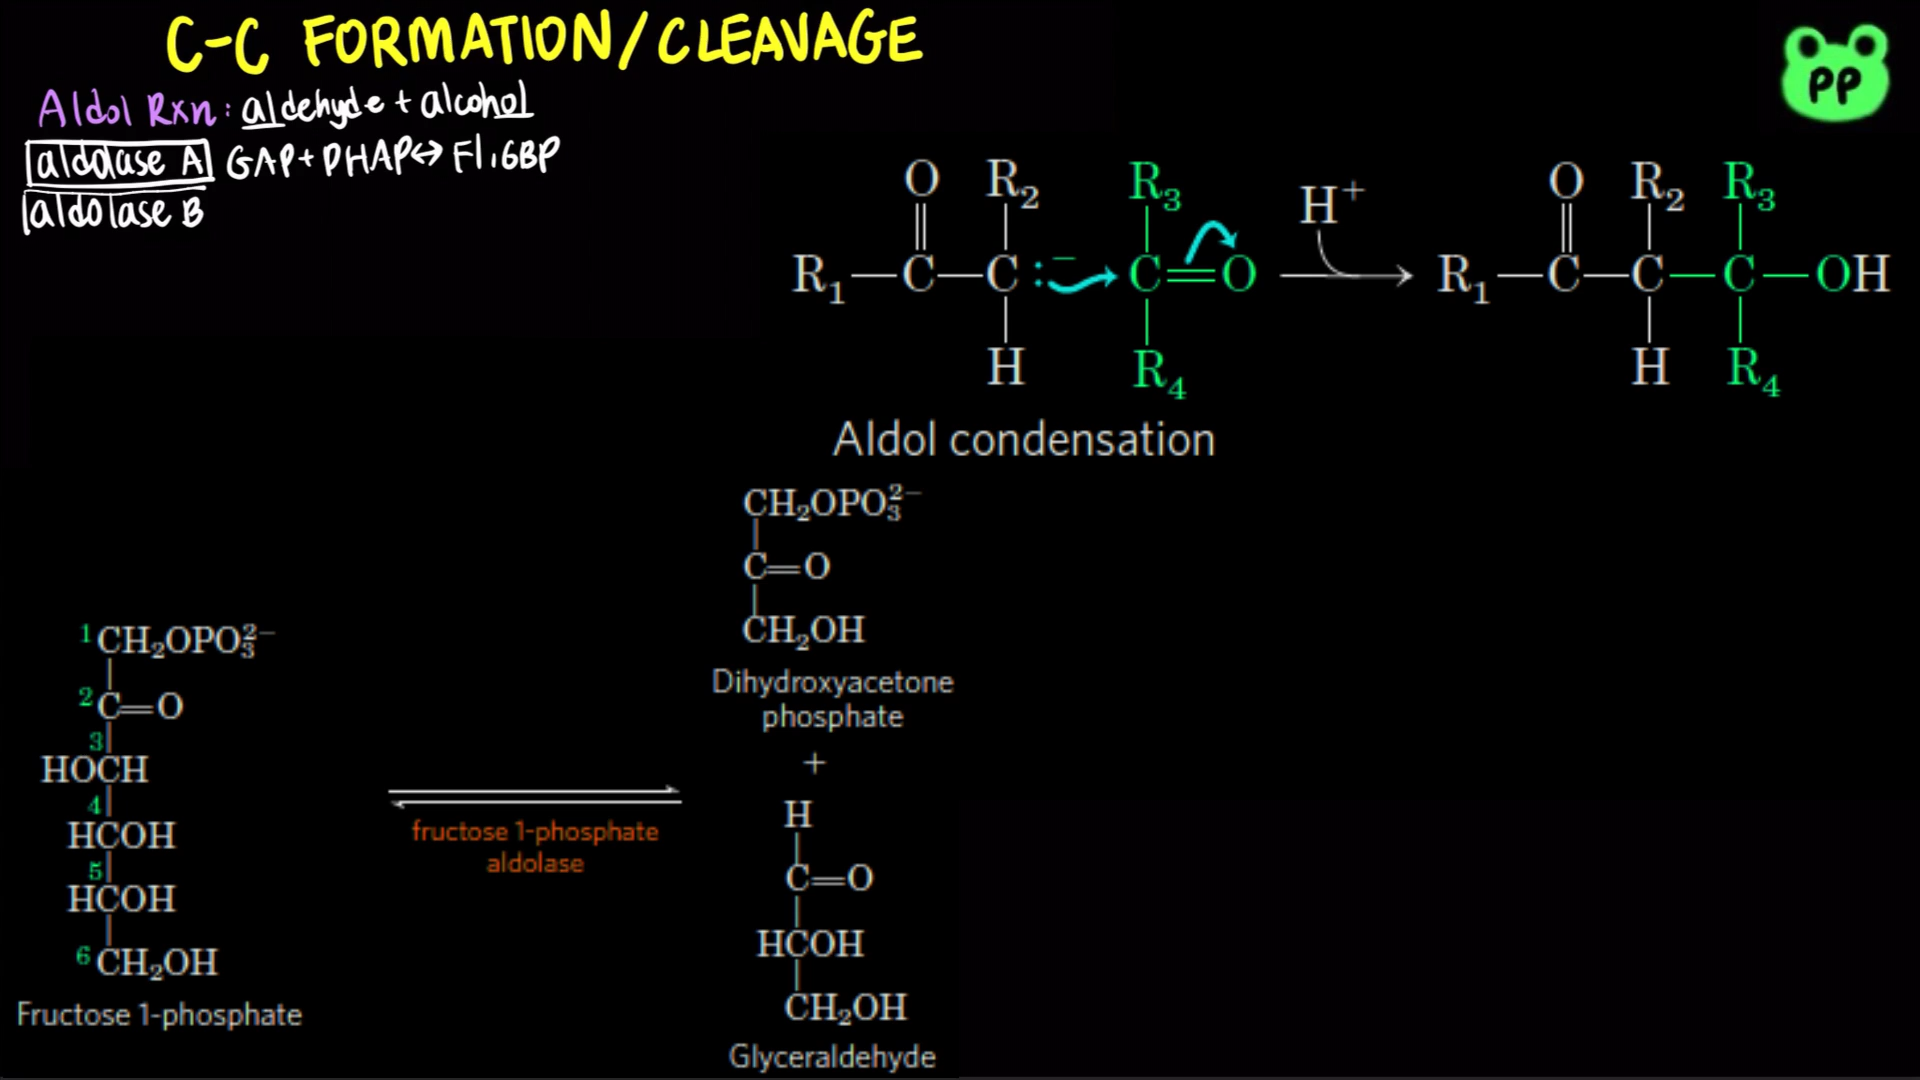 C-C FORMATION/CLEAVAGE
PP
Aldol Rxn: aldehyde + alcohol
aldolase A GAP + DHAP ↔ F1,6BP
aldolase B
O R₂ R₃ H⁺ O R₂ R₃
R₁—C—C:⁻ C=O R₁—C—C—C—OH
H R₄ H R₄
Aldol condensation
CH₂OPO₃²⁻
C=O
CH₂OH
Dihydroxyacetone
phosphate
+
H
C=O
HCOH
CH₂OH
Glyceraldehyde
1 CH₂OPO₃²⁻
2 C=O
3
HOCH
4
HCOH
5
HCOH
6 CH₂OH
Fructose 1-phosphate
fructose 1-phosphate
aldolase